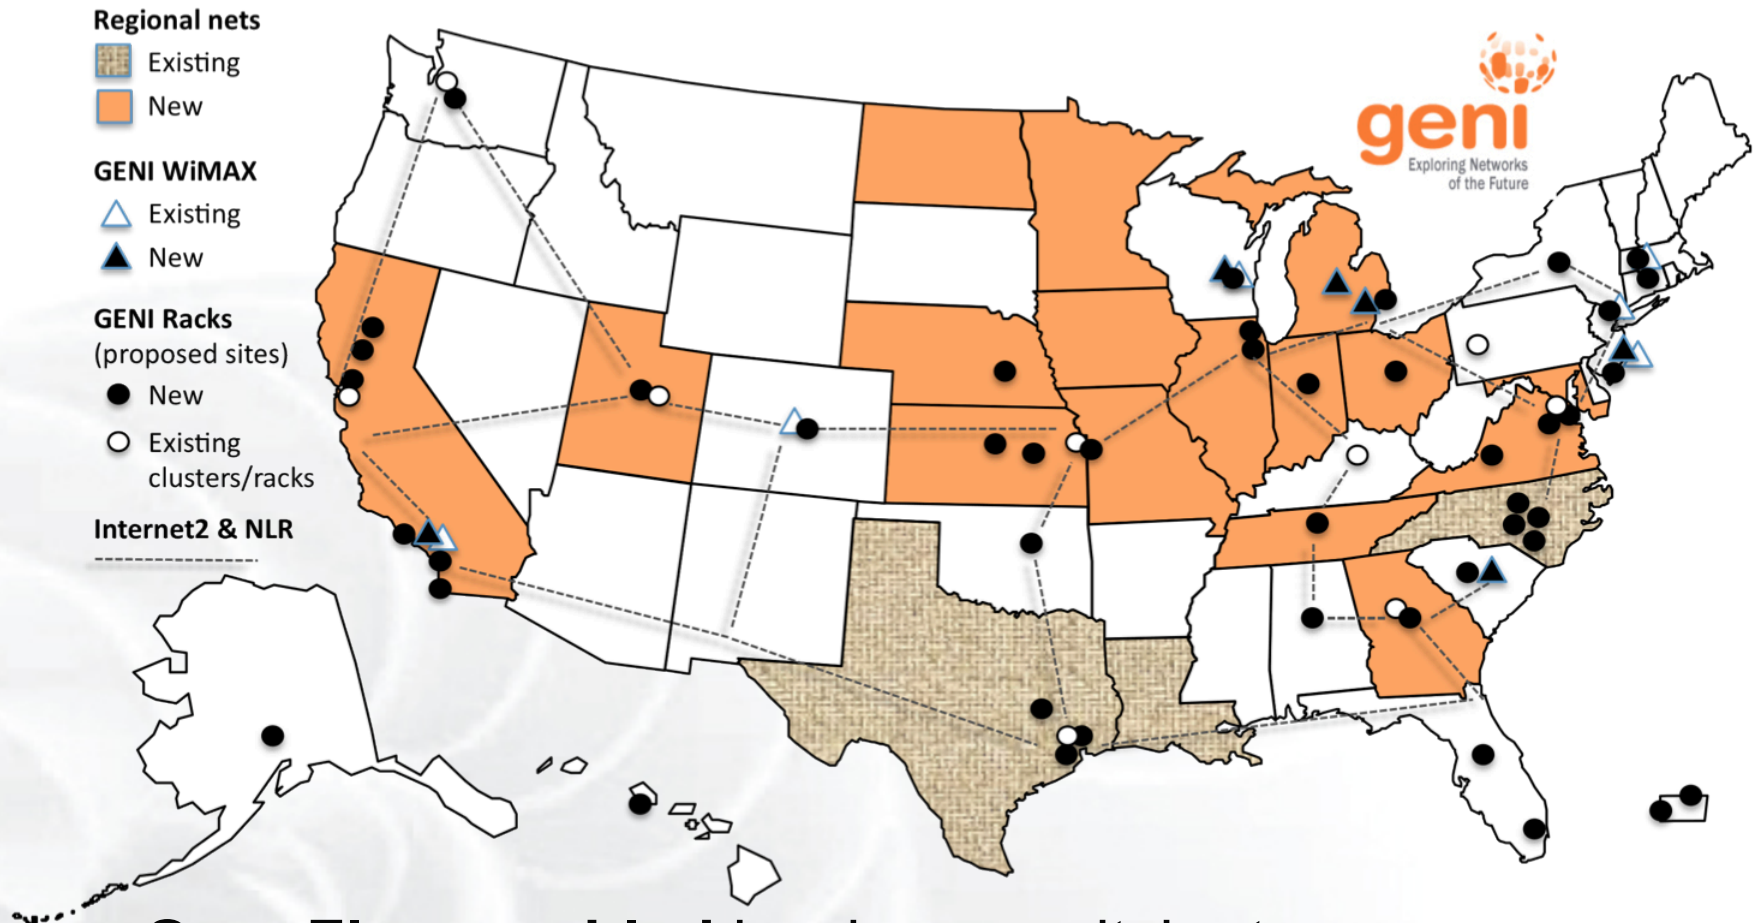 Regional nets
Existing
New
GENI WiMAX
Existing
New
GENI Racks
(proposed sites)
New
Existing
clusters/racks
Internet2 & NLR
geni
Exploring Networks
of the Future